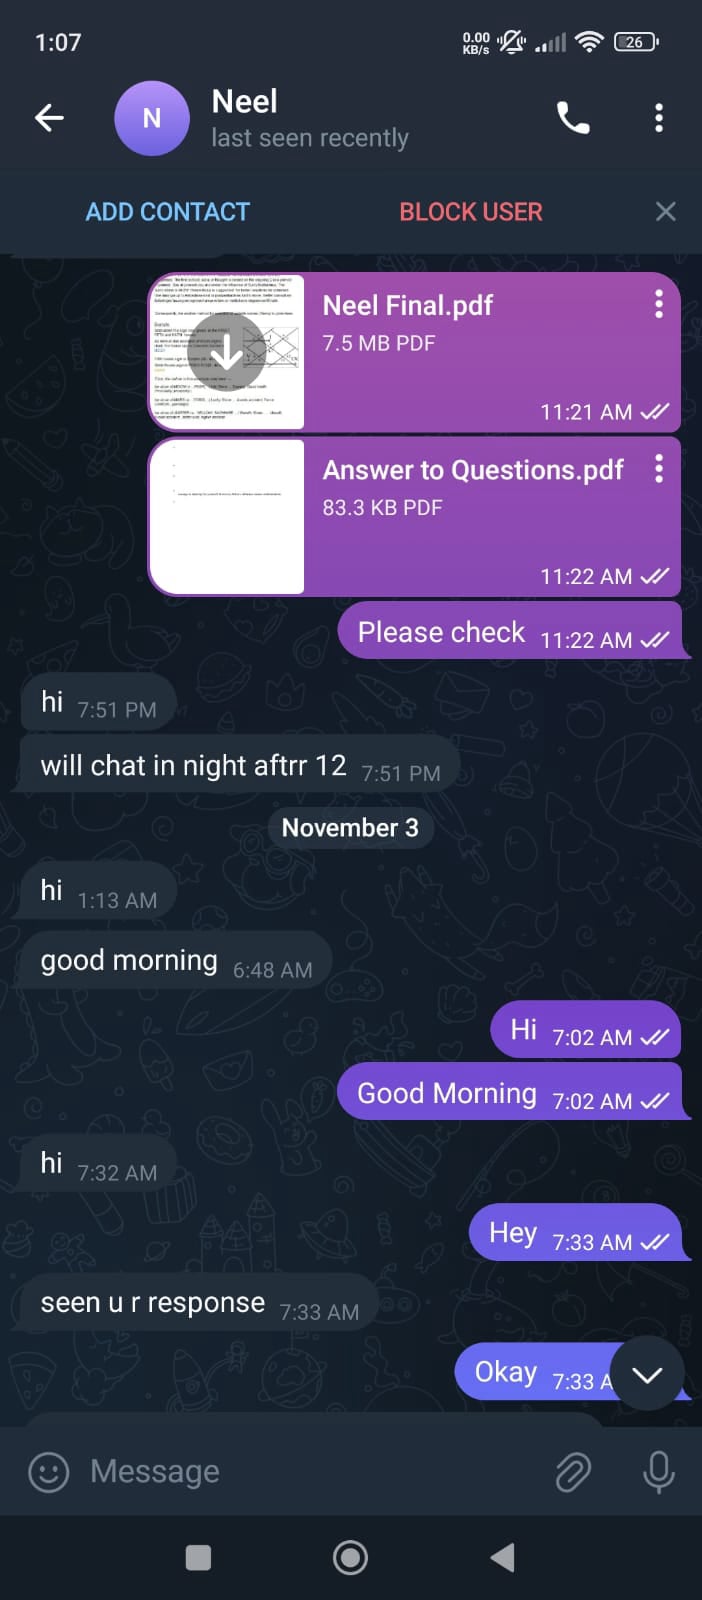 1:07
0.00
KB/s
26
N
Neel
last seen recently
ADD CONTACT
BLOCK USER
Neel Final.pdf
7.5 MB PDF
11:21 AM
Answer to Questions.pdf
83.3 KB PDF
11:22 AM
Please check 11:22 AM
hi 7:51 PM
will chat in night aftrr 12 7:51 PM
November 3
hi 1:13 AM
good morning 6:48 AM
Hi 7:02 AM
Good Morning 7:02 AM
hi 7:32 AM
Hey 7:33 AM
seen u r response 7:33 AM
Okay 7:33 A
Message